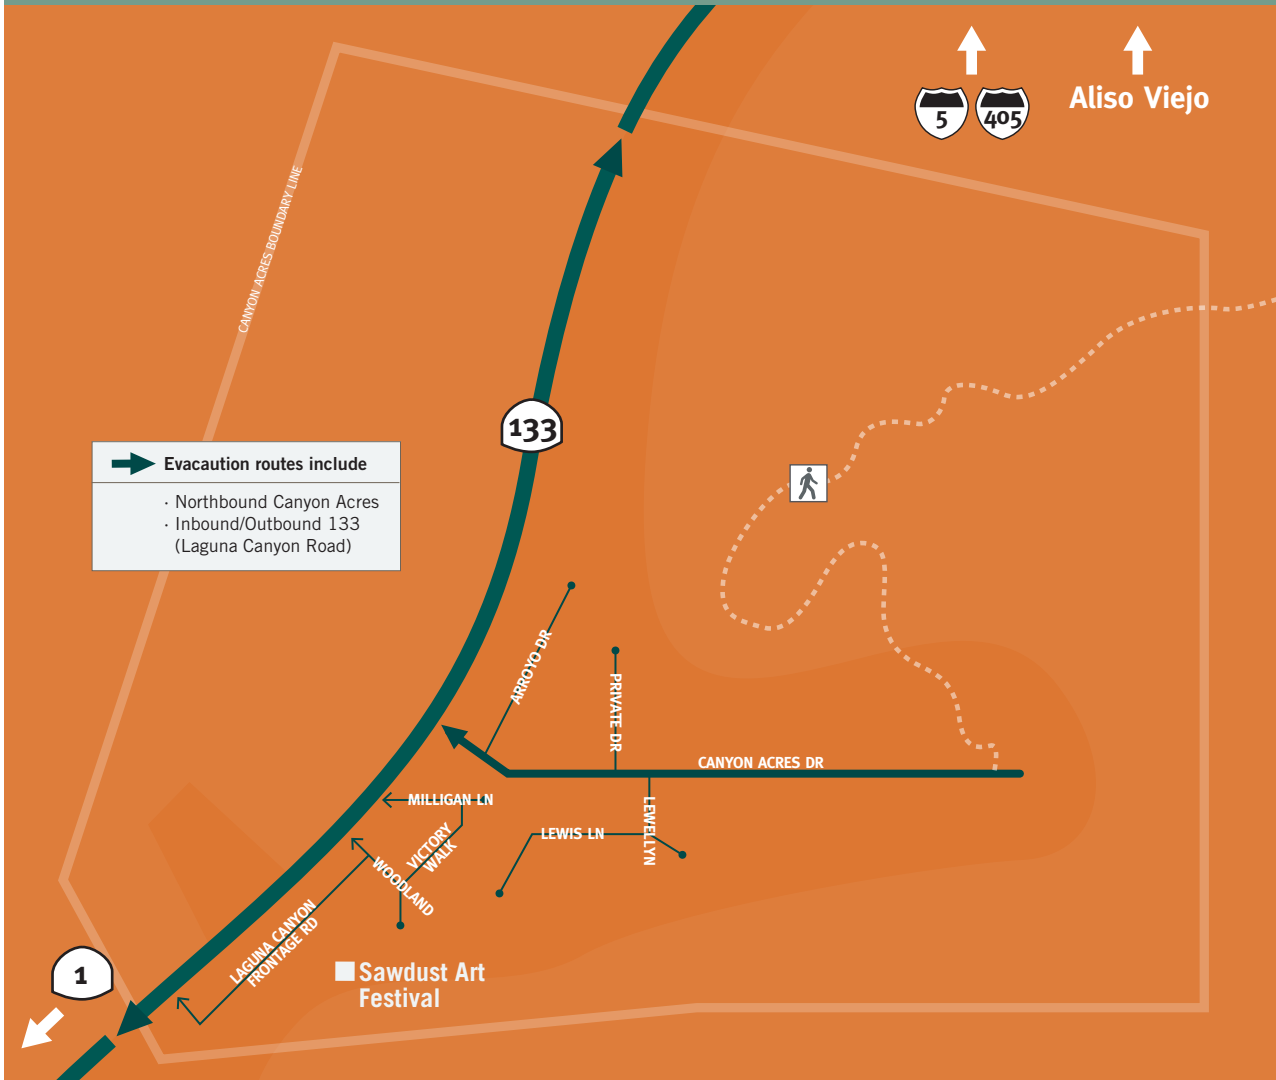 5
405
Aliso Viejo
CANYON ACRES BOUNDARY LINE
133
Evacaution routes include
· Northbound Canyon Acres
· Inbound/Outbound 133
(Laguna Canyon Road)
ARROYO DR
PRIVATE DR
CANYON ACRES DR
MILLIGAN LN
LEWELLYN
LEWIS LN
VICTORY
WALK
WOODLAND
LAGUNA CANYON
FRONTAGE RD
1
Sawdust Art
Festival